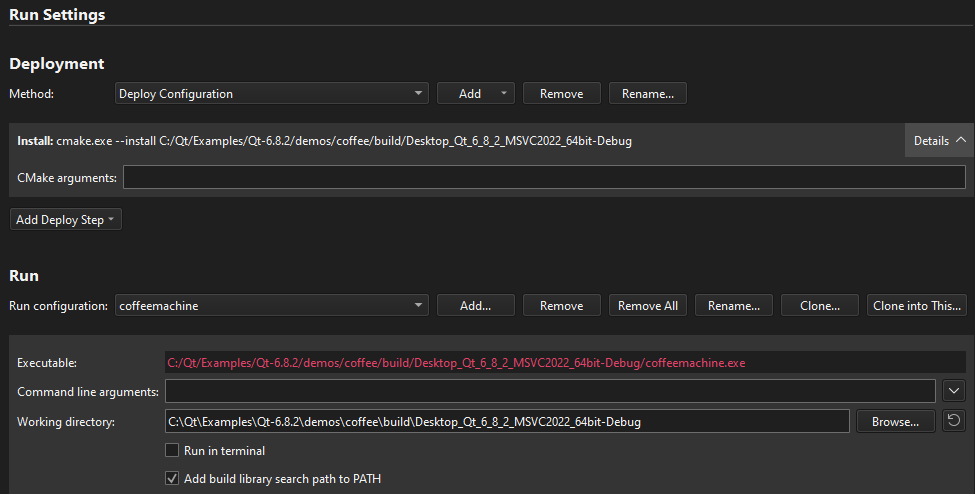 Run Settings
Deployment
Method: Deploy Configuration Add Remove Rename...
Install: cmake.exe --install C:/Qt/Examples/Qt-6.8.2/demos/coffee/build/Desktop_Qt_6_8_2_MSVC2022_64bit-Debug Details
CMake arguments:
Add Deploy Step
Run
Run configuration: coffeemachine Add... Remove Remove All Rename... Clone... Clone into This...
Executable: C:/Qt/Examples/Qt-6.8.2/demos/coffee/build/Desktop_Qt_6_8_2_MSVC2022_64bit-Debug/coffeemachine.exe
Command line arguments:
Working directory: C:\Qt\Examples\Qt-6.8.2\demos\coffee\build\Desktop_Qt_6_8_2_MSVC2022_64bit-Debug Browse...
Run in terminal
Add build library search path to PATH